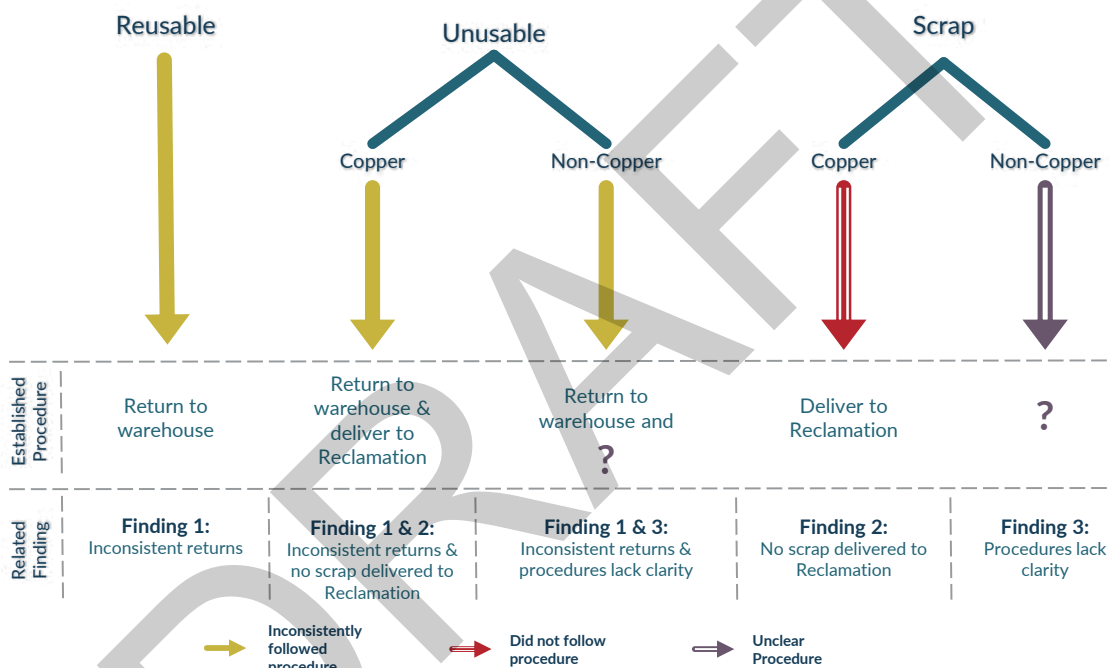 Reusable
Unusable
Scrap
Copper
Non-Copper
Copper
Non-Copper
Established
Procedure
Return to
warehouse
Return to
warehouse &
deliver to
Reclamation
Return to
warehouse and
?
Deliver to
Reclamation
?
Related
Finding
Finding 1:
Inconsistent returns
Finding 1 & 2:
Inconsistent returns &
no scrap delivered to
Reclamation
Finding 1 & 3:
Inconsistent returns &
procedures lack clarity
Finding 2:
No scrap delivered to
Reclamation
Finding 3:
Procedures lack
clarity
Inconsistently
followed
procedure
Did not follow
procedure
Unclear
Procedure
DRAFT